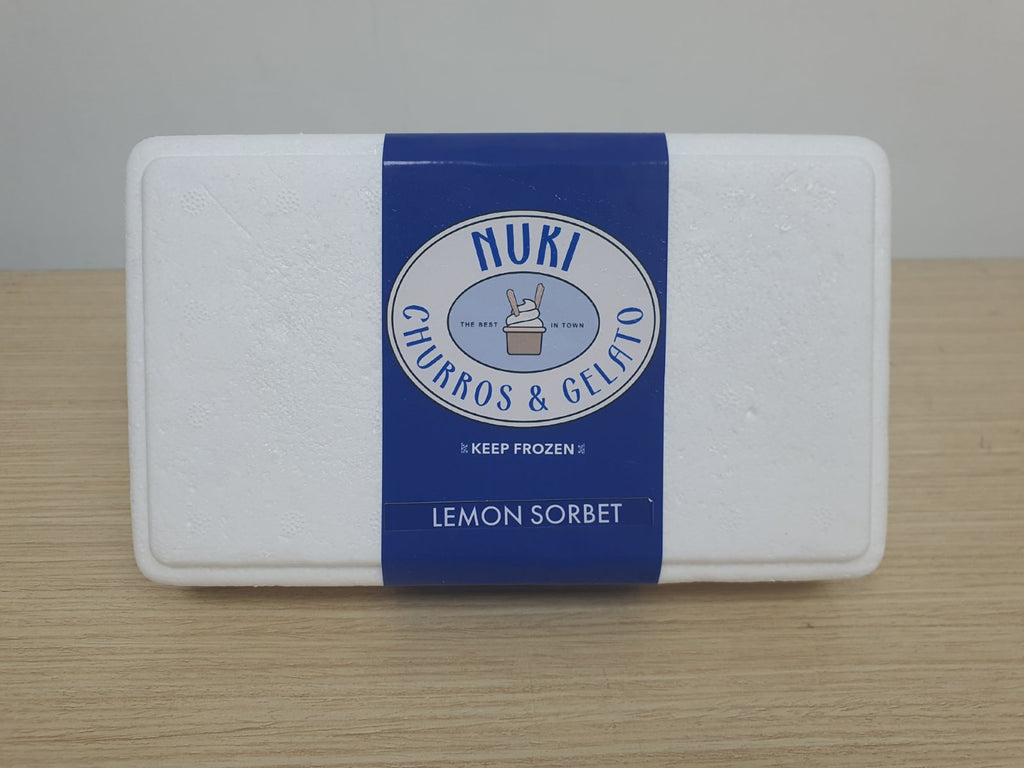 NUKI
THE BEST IN TOWN
CHURROS & GELATO
KEEP FROZEN
LEMON SORBET